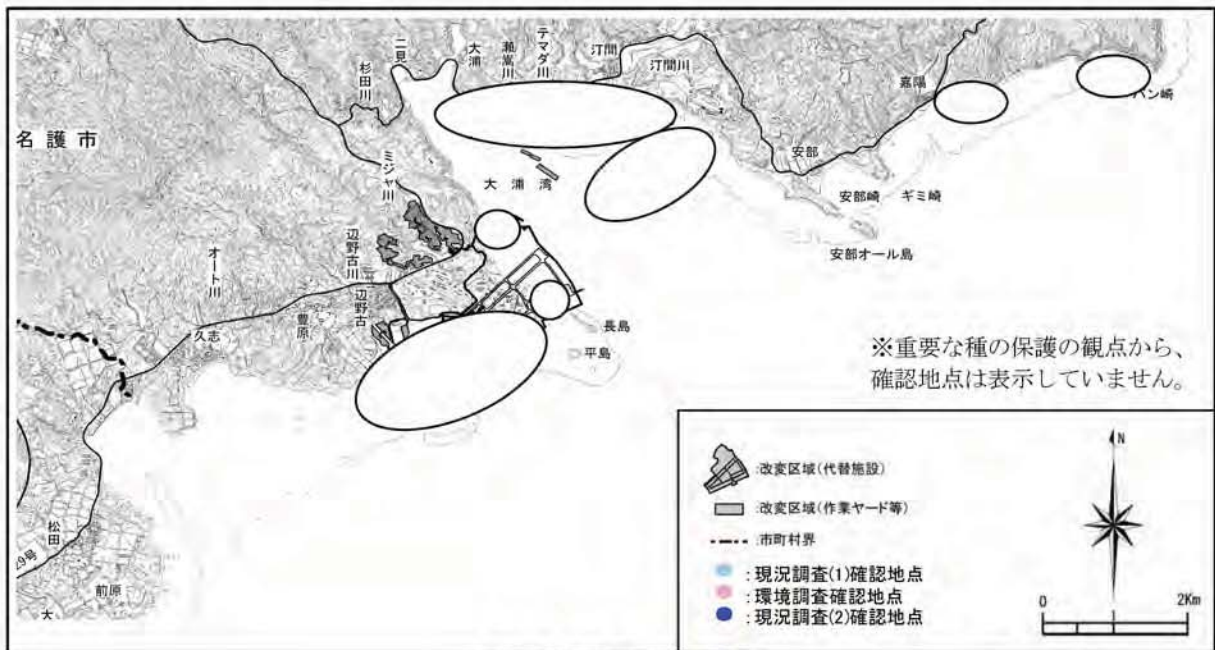 二見
大浦
瀬嵩川
テマダ川
汀間
汀間川
杉田川
嘉陽
バン崎
名護市
ミジャ川
大浦湾
安部
安部崎
ギミ崎
安部オール島
辺野古川
辺野古
オート川
豊原
久志
長島
平島
※重要な種の保護の観点から、
確認地点は表示していません。
松田
29号
前原
大
:改変区域(代替施設)
:改変区域(作業ヤード等)
:市町村界
:現況調査(1)確認地点
:環境調査確認地点
:現況調査(2)確認地点
N
0 2Km